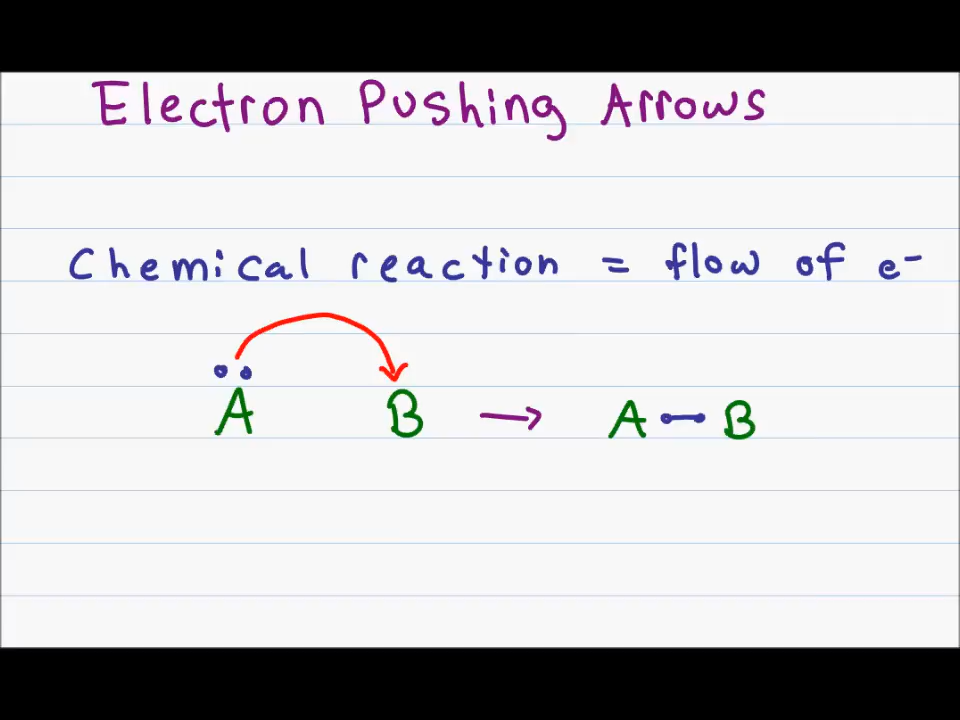 Electron Pushing Arrows
Chemical reaction = flow of e-
A B → A - B